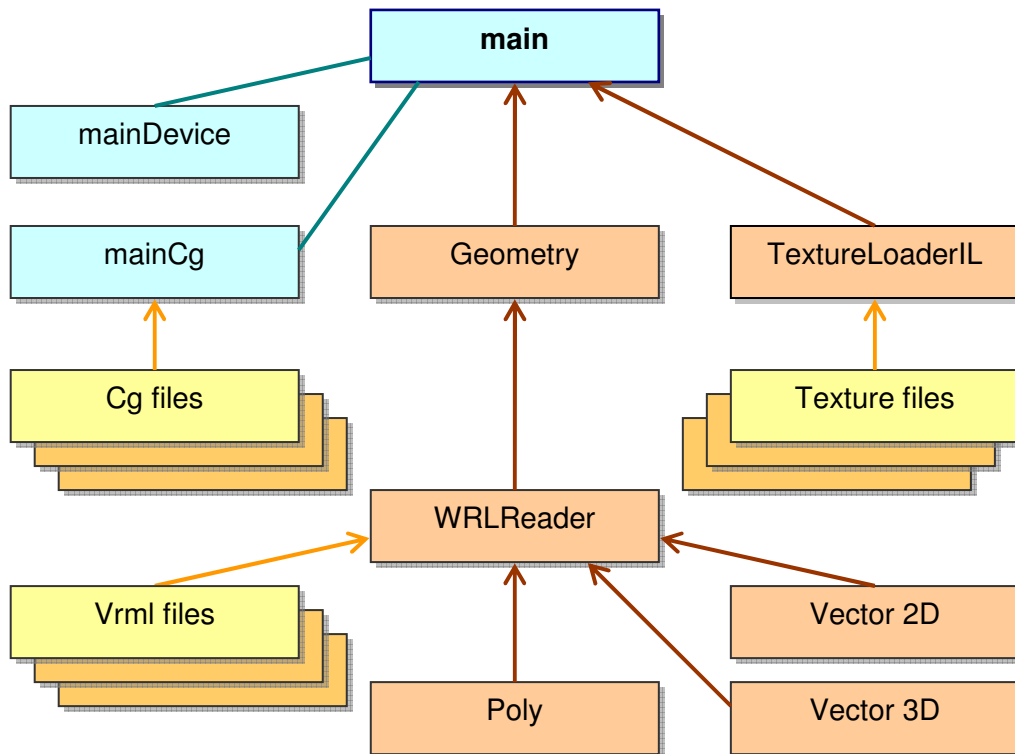 main
mainDevice
mainCg
Geometry
TextureLoaderIL
Cg files
Texture files
WRLReader
Vrml files
Vector 2D
Poly
Vector 3D